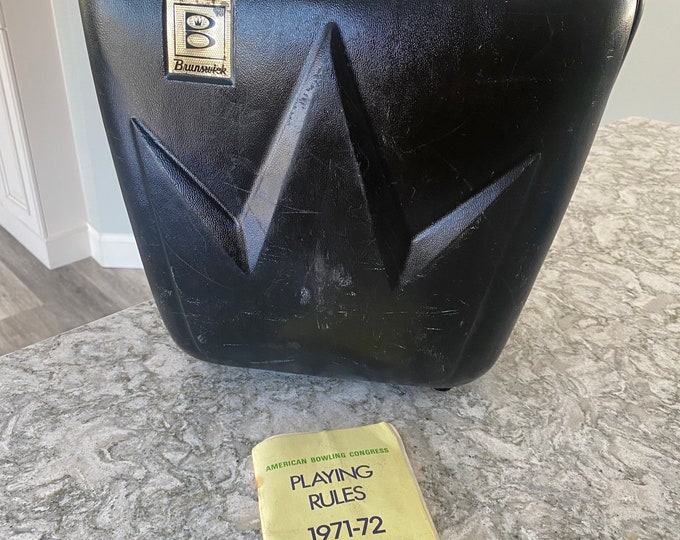 Brunswick
AMERICAN BOWLING CONGRESS
PLAYING
RULES
1971-72